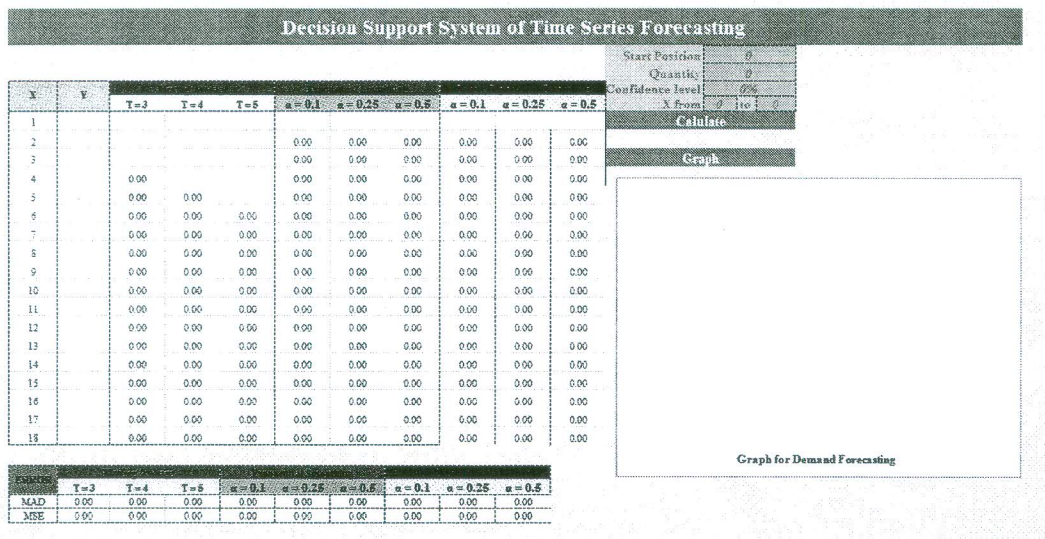 Decision Support System of Time Series Forecasting
Start Position 0
Quantity 0
Confidence level 0%
X from 0 to 0
Calulate
Graph
X Y T=3 T=4 T=5 α = 0.1 α = 0.25 α = 0.5 α = 0.1 α = 0.25 α = 0.5
1
2 0.00 0.00 0.00 0.00 0.00 0.00
3 0.00 0.00 0.00 0.00 0.00 0.00
4 0.00 0.00 0.00 0.00 0.00 0.00 0.00
5 0.00 0.00 0.00 0.00 0.00 0.00 0.00 0.00
6 0.00 0.00 0.00 0.00 0.00 0.00 0.00 0.00 0.00
7 0.00 0.00 0.00 0.00 0.00 0.00 0.00 0.00 0.00
8 0.00 0.00 0.00 0.00 0.00 0.00 0.00 0.00 0.00
9 0.00 0.00 0.00 0.00 0.00 0.00 0.00 0.00 0.00
10 0.00 0.00 0.00 0.00 0.00 0.00 0.00 0.00 0.00
11 0.00 0.00 0.00 0.00 0.00 0.00 0.00 0.00 0.00
12 0.00 0.00 0.00 0.00 0.00 0.00 0.00 0.00 0.00
13 0.00 0.00 0.00 0.00 0.00 0.00 0.00 0.00 0.00
14 0.00 0.00 0.00 0.00 0.00 0.00 0.00 0.00 0.00
15 0.00 0.00 0.00 0.00 0.00 0.00 0.00 0.00 0.00
16 0.00 0.00 0.00 0.00 0.00 0.00 0.00 0.00 0.00
17 0.00 0.00 0.00 0.00 0.00 0.00 0.00 0.00 0.00
18 0.00 0.00 0.00 0.00 0.00 0.00 0.00 0.00 0.00
Graph for Demand Forecasting
T=3 T=4 T=5 α = 0.1 α = 0.25 α = 0.5 α = 0.1 α = 0.25 α = 0.5
MAD 0.00 0.00 0.00 0.00 0.00 0.00 0.00 0.00 0.00
MSE 0.00 0.00 0.00 0.00 0.00 0.00 0.00 0.00 0.00